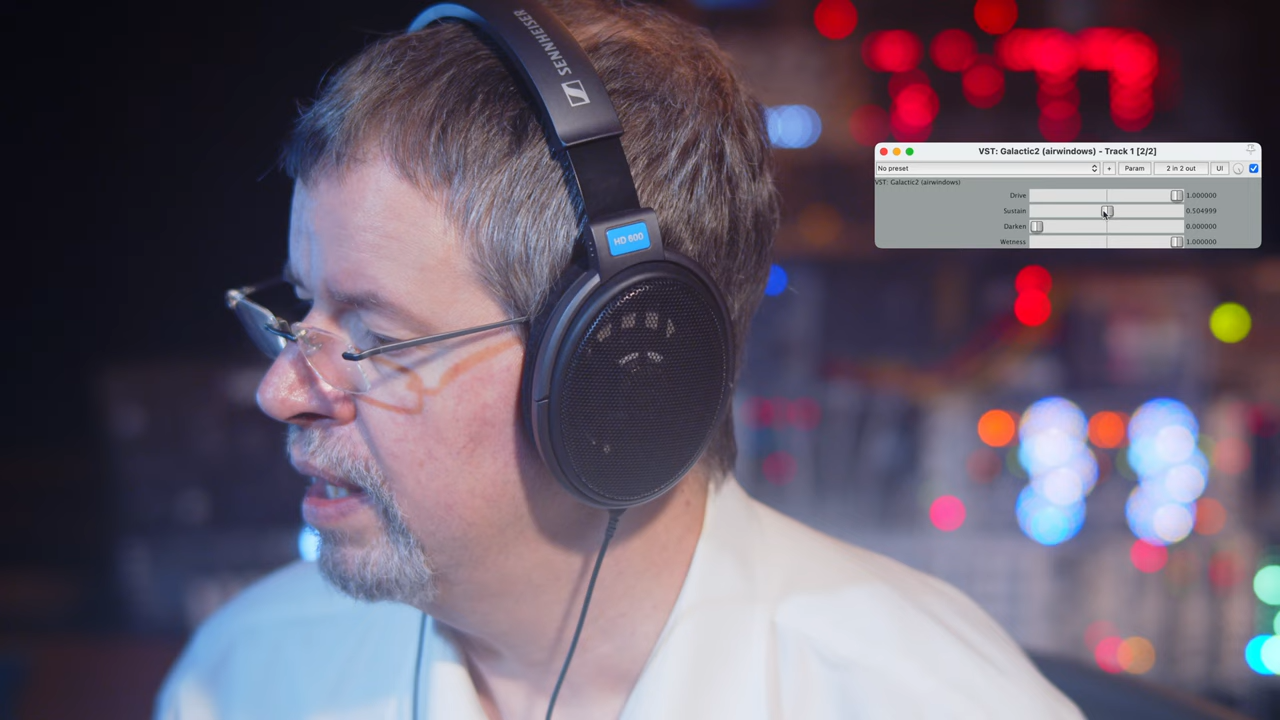 SENNHEISER
HD 600
VST: Galactic2 (airwindows) - Track 1 [2/2]
No preset
+
Param
2 in 2 out
UI
VST: Galactic2 (airwindows)
Drive
1.000000
Sustain
0.504999
Darken
0.000000
Wetness
1.000000